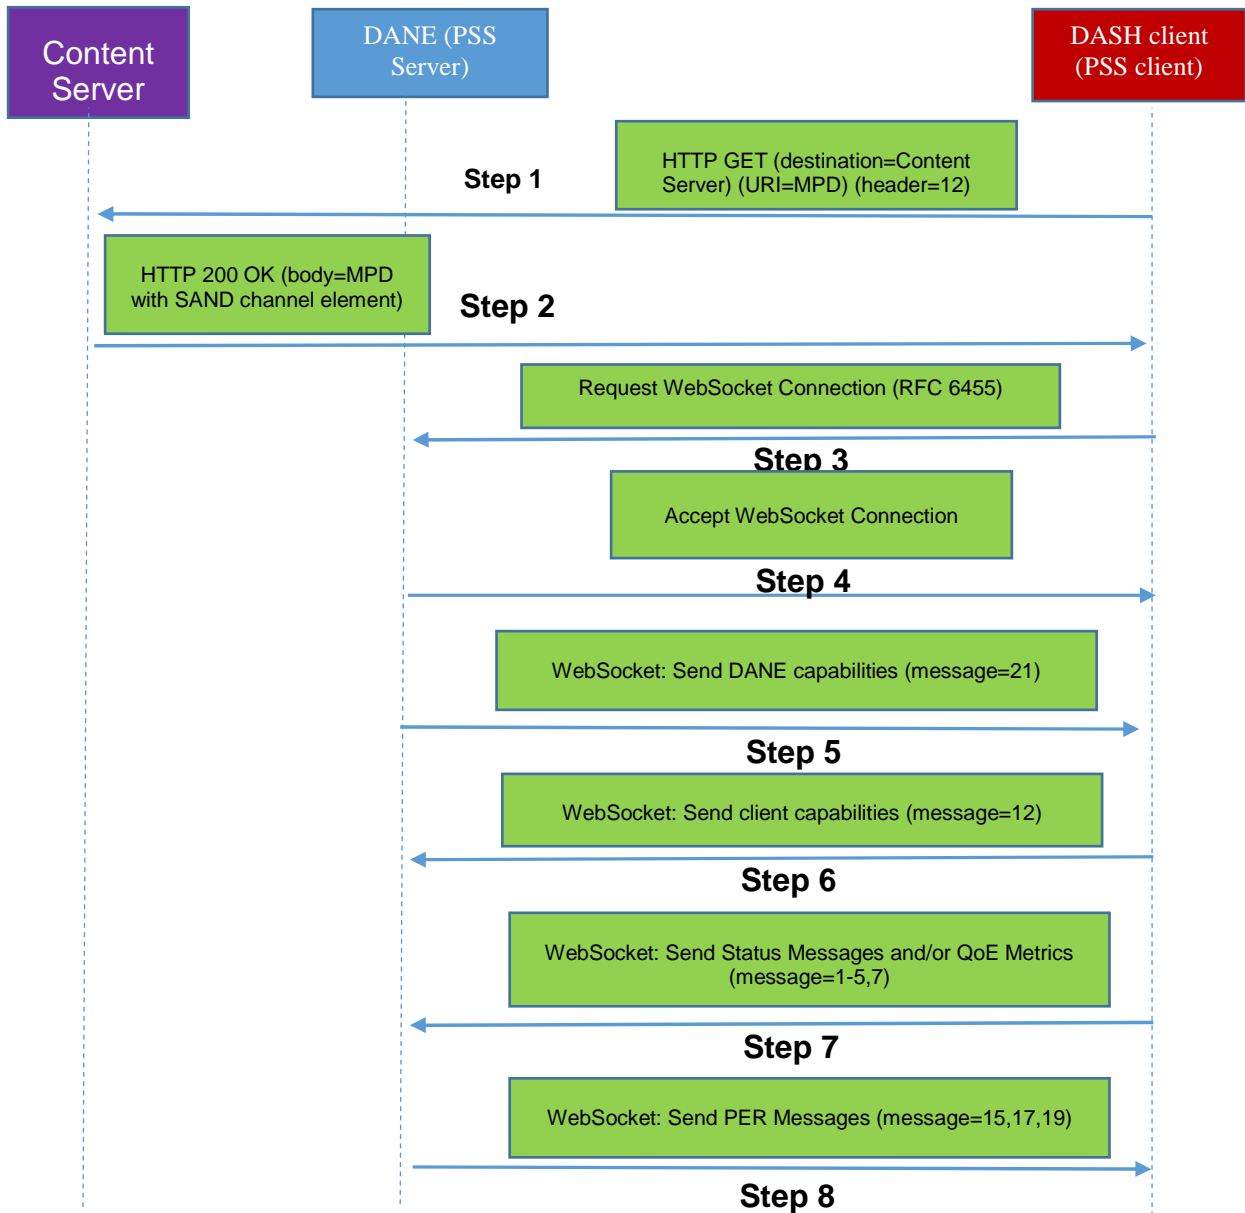 Content
Server
DANE (PSS
Server)
DASH client
(PSS client)
HTTP GET (destination=Content
Server) (URI=MPD) (header=12)
Step 1
HTTP 200 OK (body=MPD
with SAND channel element)
Step 2
Request WebSocket Connection (RFC 6455)
Step 3
Accept WebSocket Connection
Step 4
WebSocket: Send DANE capabilities (message=21)
Step 5
WebSocket: Send client capabilities (message=12)
Step 6
WebSocket: Send Status Messages and/or QoE Metrics
(message=1-5,7)
Step 7
WebSocket: Send PER Messages (message=15,17,19)
Step 8